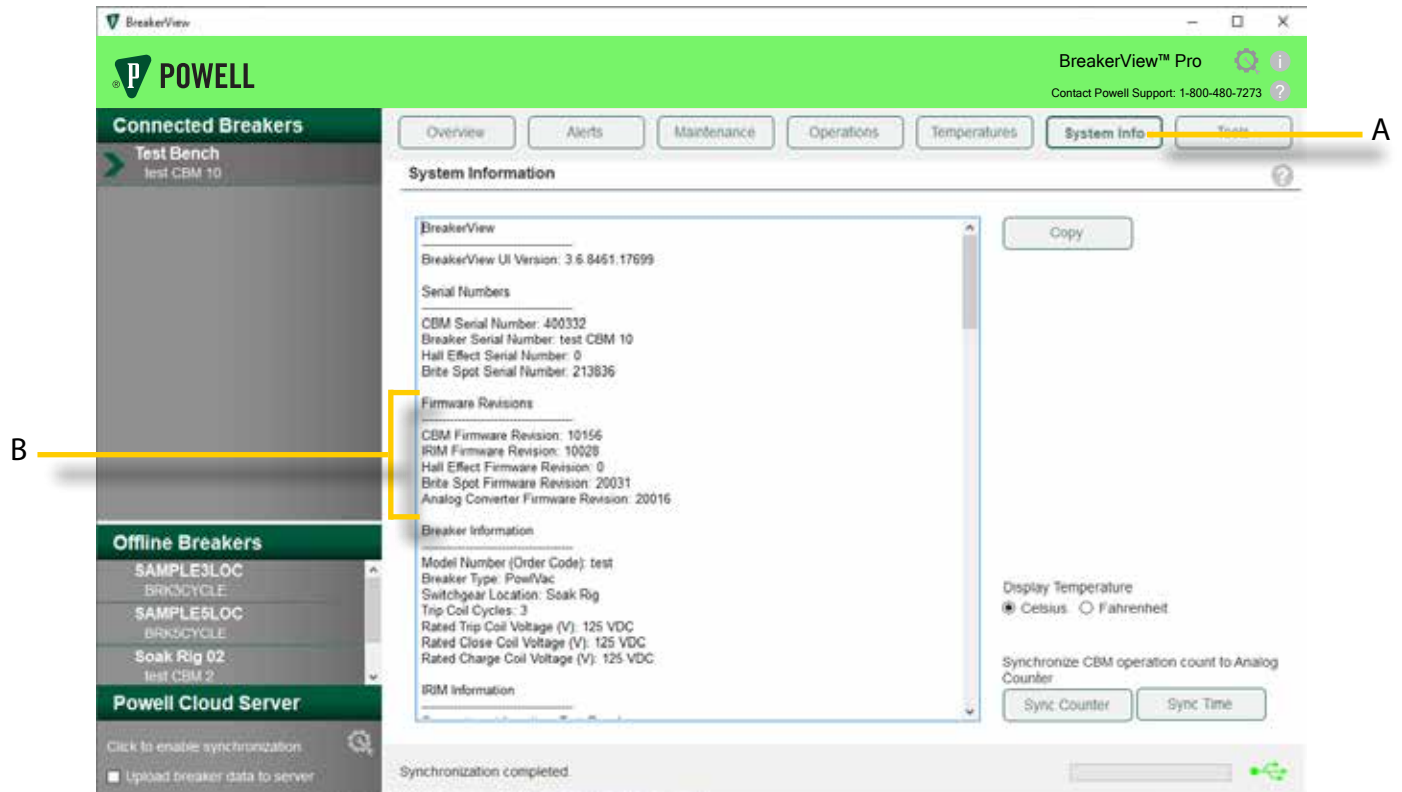 BreakerView
POWELL
BreakerView™ Pro
Contact Powell Support: 1-800-480-7273
Connected Breakers
Test Bench
test CBM 10
Overview
Alerts
Maintenance
Operations
Temperatures
System Info
Tools
A
System Information
BreakerView
BreakerView UI Version: 3.6.8461.17699
Serial Numbers
CBM Serial Number: 400332
Breaker Serial Number: test CBM 10
Hall Effect Serial Number: 0
Brite Spot Serial Number: 213836
Firmware Revisions
CBM Firmware Revision: 10156
IRIM Firmware Revision: 10028
Hall Effect Firmware Revision: 0
Brite Spot Firmware Revision: 20031
Analog Converter Firmware Revision: 20016
B
Breaker Information
Model Number (Order Code): test
Breaker Type: PowlVac
Switchgear Location: Soak Rig
Trip Coil Cycles: 3
Rated Trip Coil Voltage (V): 125 VDC
Rated Close Coil Voltage (V): 125 VDC
Rated Charge Coil Voltage (V): 125 VDC
IRIM Information
Copy
Display Temperature
Celsius
Fahrenheit
Synchronize CBM operation count to Analog
Counter
Sync Counter
Sync Time
Offline Breakers
SAMPLE3LOC
BRK3CYCLE
SAMPLE5LOC
BRK5CYCLE
Soak Rig 02
test CBM 2
Powell Cloud Server
Click to enable synchronization
Upload breaker data to server
Synchronization completed.